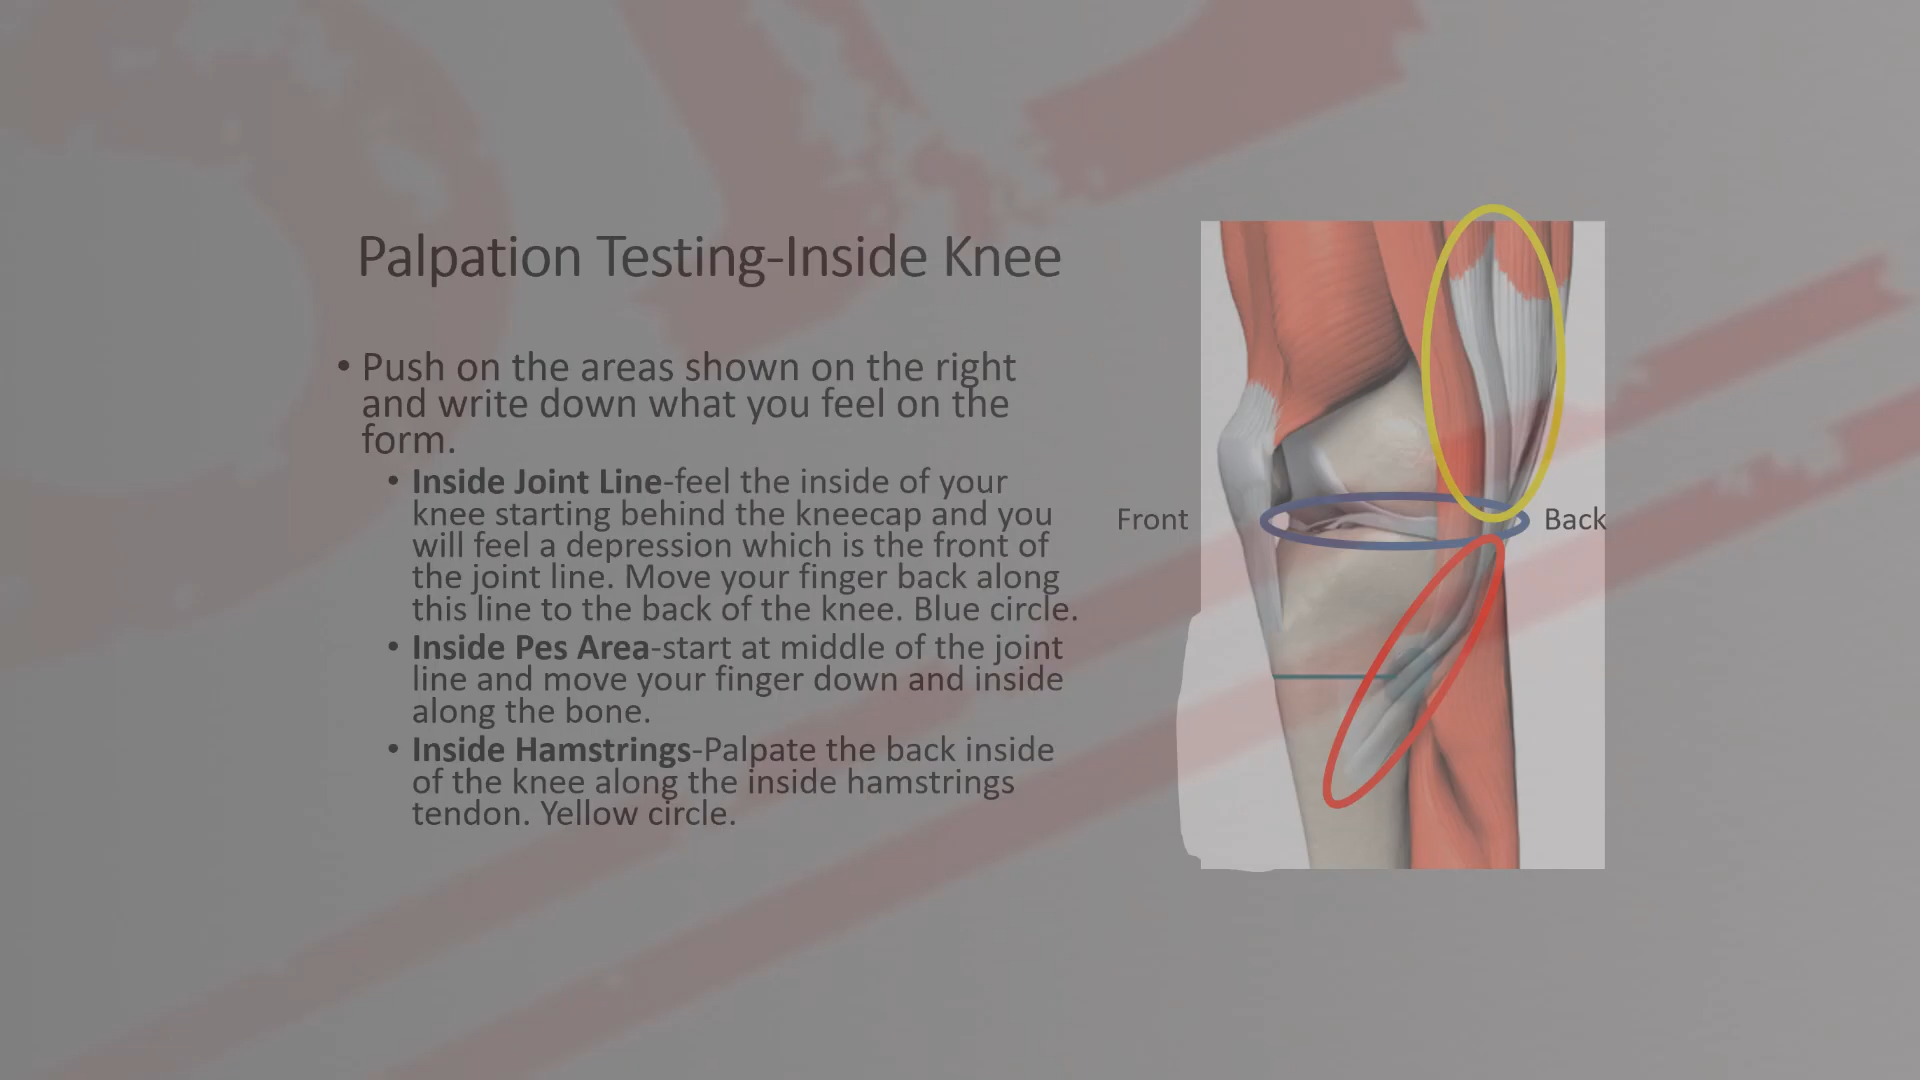 Palpation Testing-Inside Knee
• Push on the areas shown on the right
and write down what you feel on the
form.
• Inside Joint Line-feel the inside of your
knee starting behind the kneecap and you
will feel a depression which is the front of
the joint line. Move your finger back along
this line to the back of the knee. Blue circle.
• Inside Pes Area-start at middle of the joint
line and move your finger down and inside
along the bone.
• Inside Hamstrings-Palpate the back inside
of the knee along the inside hamstrings
tendon. Yellow circle.
Front
Back